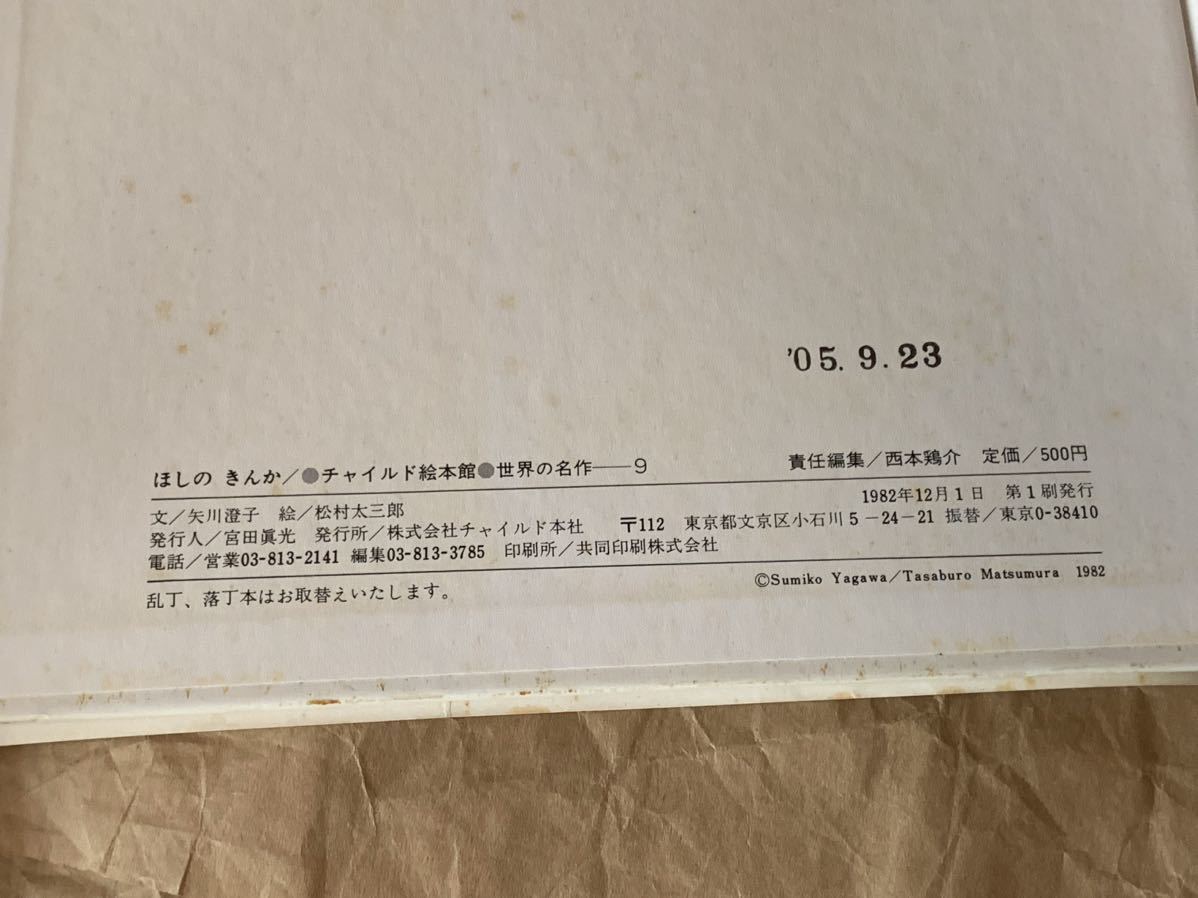 '05. 9. 23
ほしの きんか/●チャイルド絵本館●世界の名作——9 責任編集/西本鶏介 定価/500円
文/矢川澄子 絵/松村太三郎 1982年12月1日 第1刷発行
発行人/宮田眞光 発行所/株式会社チャイルド本社 〒112 東京都文京区小石川5-24-21 振替/東京0-38410
電話/営業03-813-2141 編集03-813-3785 印刷所/共同印刷株式会社
乱丁、落丁本はお取替えいたします。 ©Sumiko Yagawa/Tasaburo Matsumura 1982